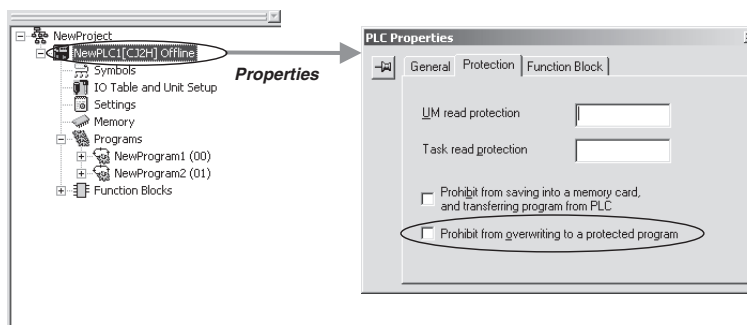 NewProject
NewPLC1[CJ2H] Offline
Symbols
IO Table and Unit Setup
Settings
Memory
Programs
NewProgram1 (00)
NewProgram2 (01)
Function Blocks
Properties
PLC Properties
General
Protection
Function Block
UM read protection
Task read protection
Prohibit from saving into a memory card,
and transferring program from PLC
Prohibit from overwriting to a protected program